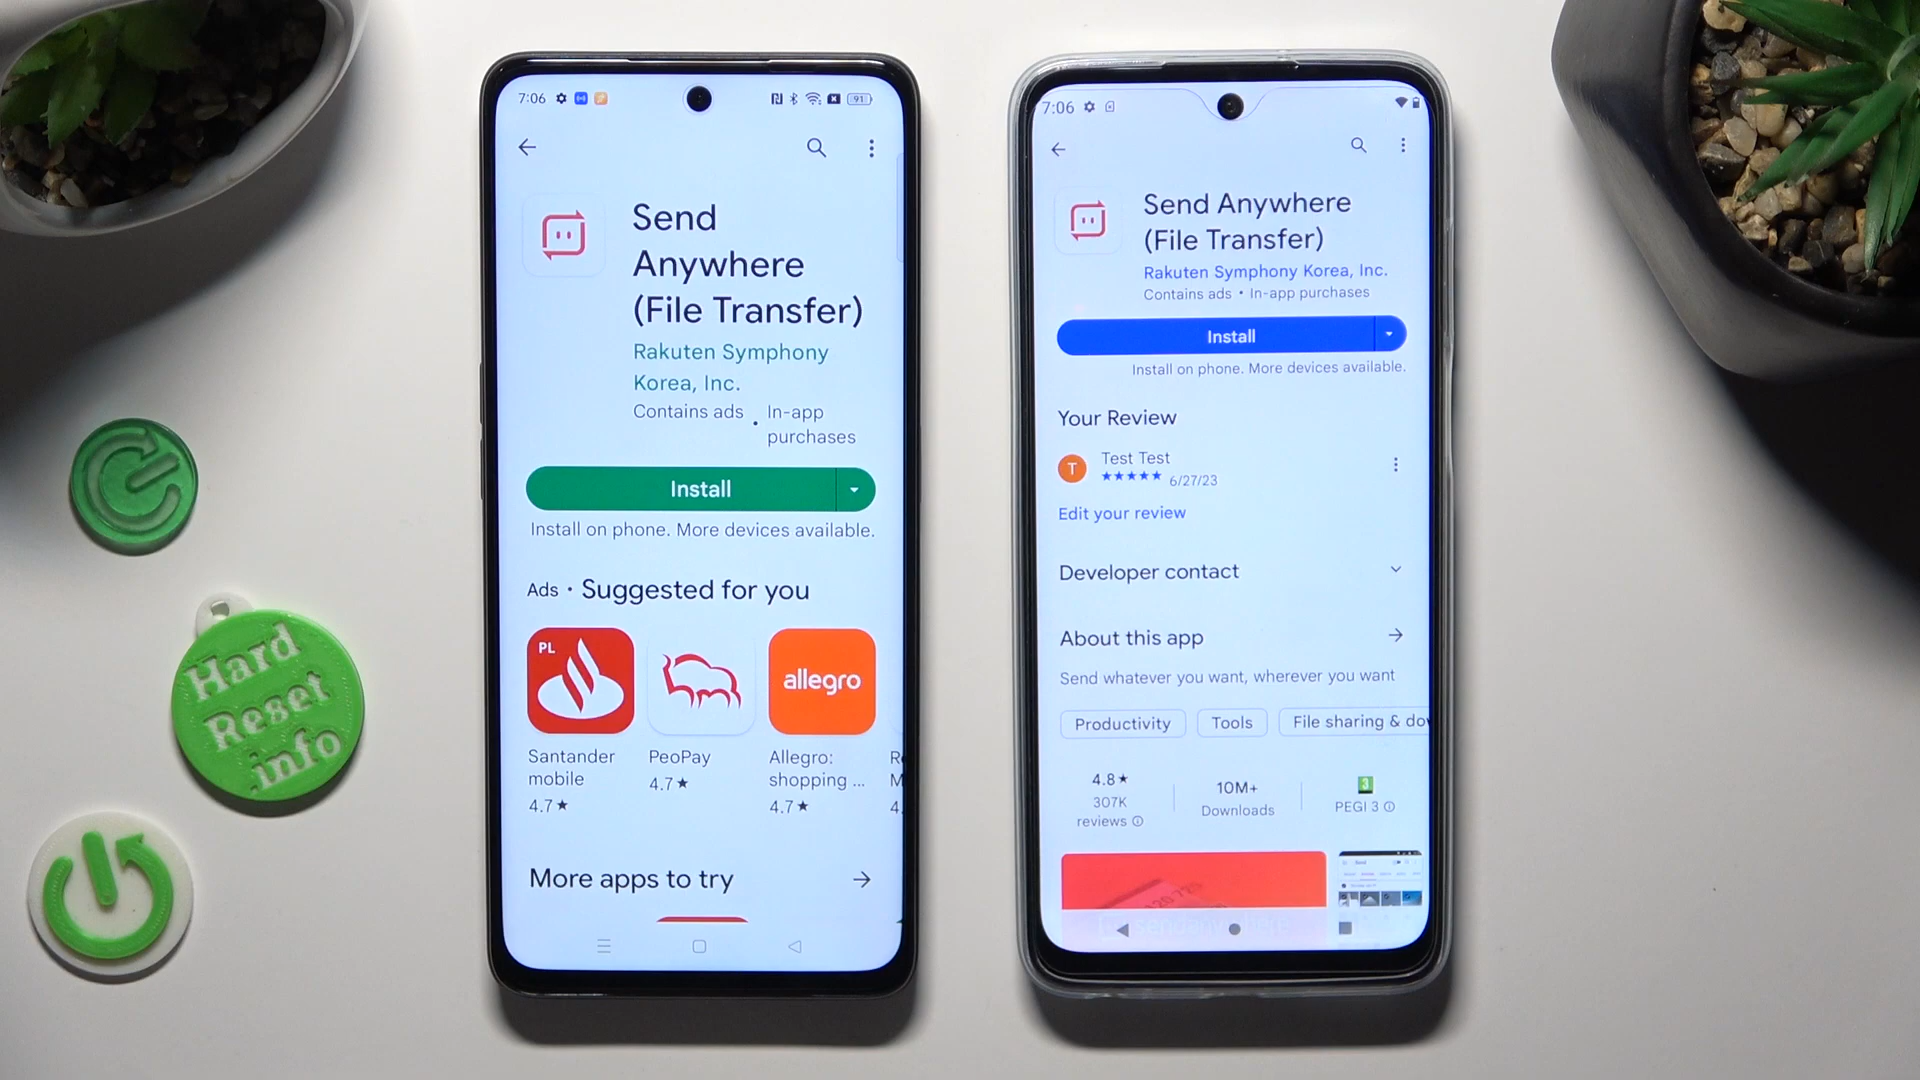 Hard
Reset
.info
7:06
91
Send
Anywhere
(File Transfer)
Rakuten Symphony
Korea, Inc.
Contains ads · In-app
purchases
Install
Install on phone. More devices available.
Ads · Suggested for you
PL
allegro
Santander
mobile
4.7★
PeoPay
4.7★
Allegro:
shopping ...
4.7★
More apps to try
7:06
Send Anywhere
(File Transfer)
Rakuten Symphony Korea, Inc.
Contains ads · In-app purchases
Install
Install on phone. More devices available.
Your Review
T
Test Test
★★★★★ 6/27/23
Edit your review
Developer contact
About this app
Send whatever you want, wherever you want
Productivity
Tools
File sharing & do
4.8★
307K
reviews
10M+
Downloads
3
PEGI 3